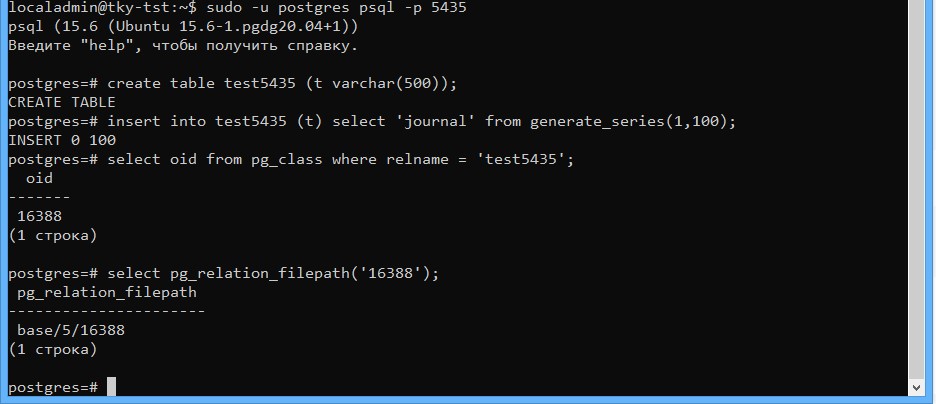 localadmin@tky-tst:~$ sudo -u postgres psql -p 5435
psql (15.6 (Ubuntu 15.6-1.pgdg20.04+1))
Введите "help", чтобы получить справку.
postgres=# create table test5435 (t varchar(500));
CREATE TABLE
postgres=# insert into test5435 (t) select 'journal' from generate_series(1,100);
INSERT 0 100
postgres=# select oid from pg_class where relname = 'test5435';
oid
-------
16388
(1 строка)
postgres=# select pg_relation_filepath('16388');
pg_relation_filepath
----------------------
base/5/16388
(1 строка)
postgres=#